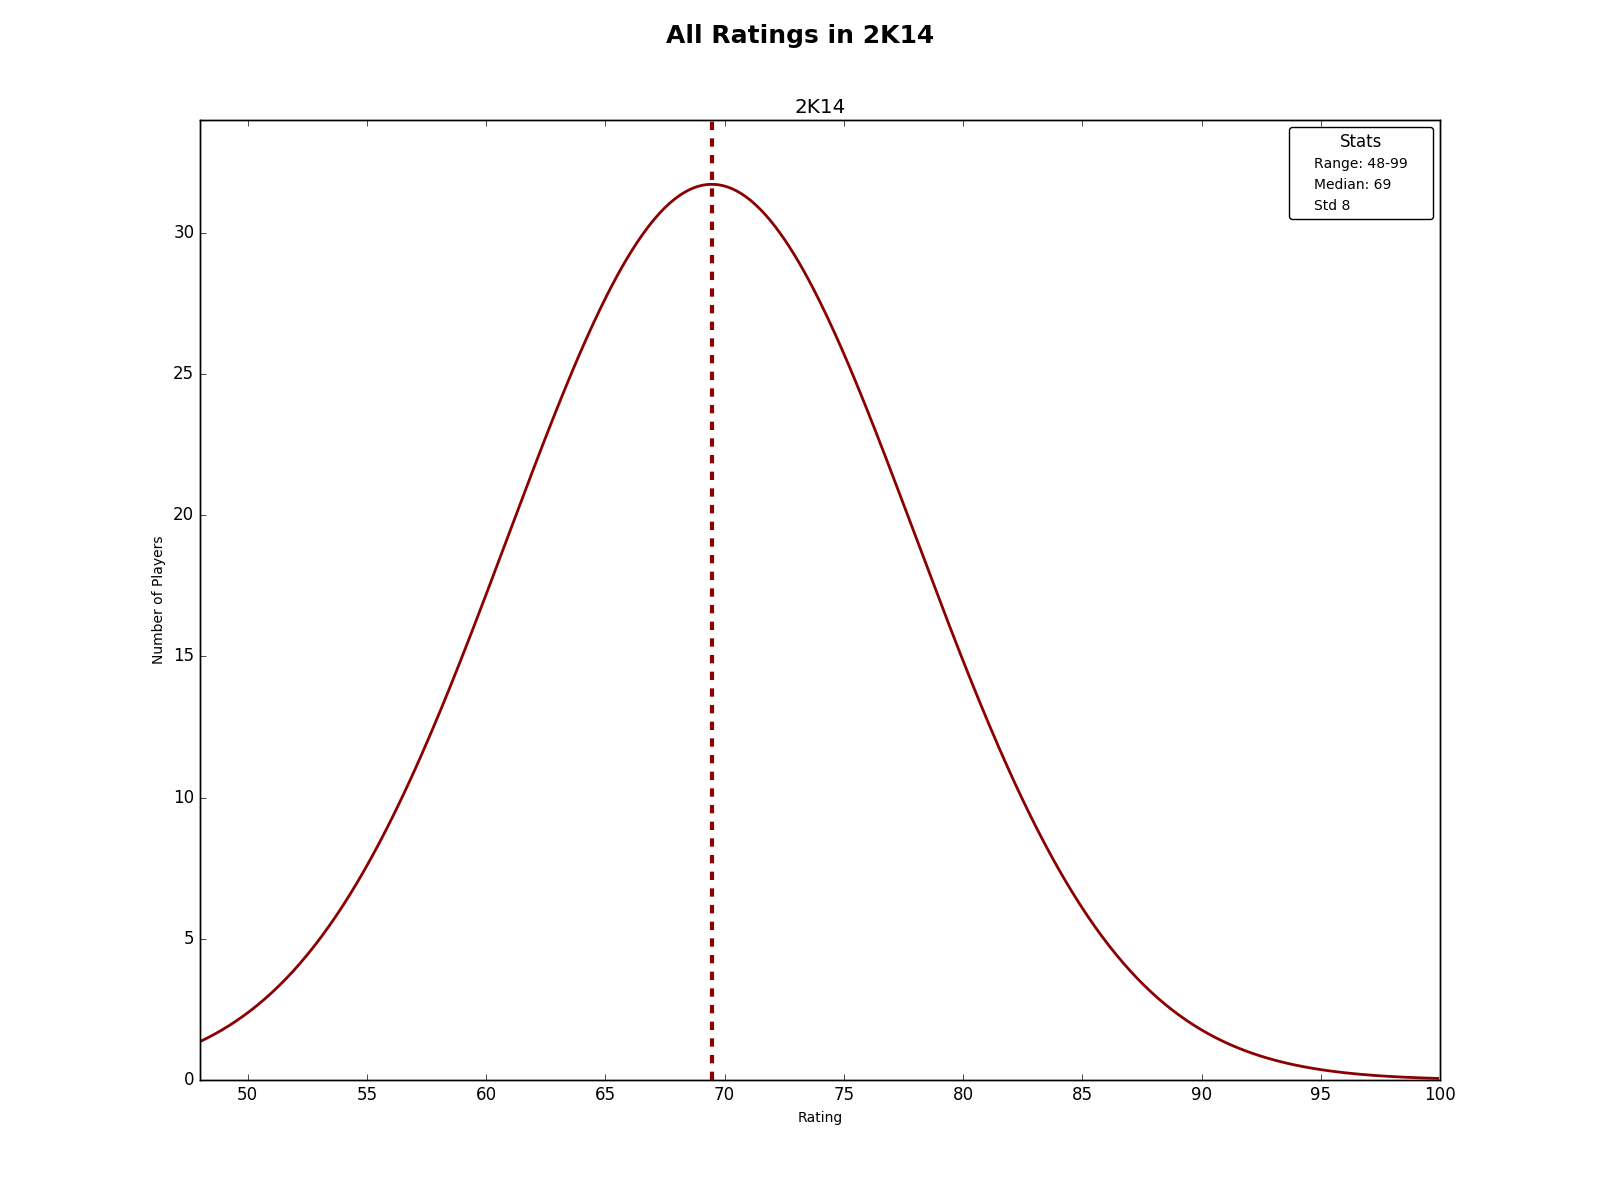 All Ratings in 2K14
2K14
Stats
Range: 48-99
Median: 69
Std 8
30
25
20
15
10
5
0
Number of Players
50 55 60 65 70 75 80 85 90 95 100
Rating